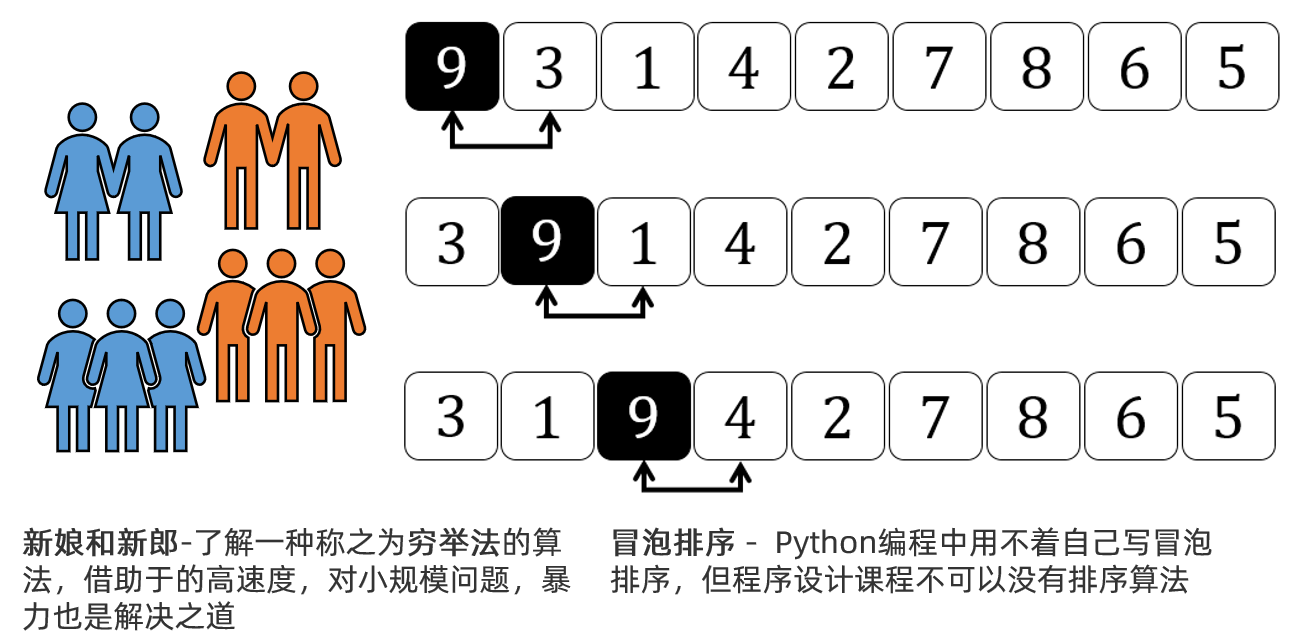 9 3 1 4 2 7 8 6 5
3 9 1 4 2 7 8 6 5
3 1 9 4 2 7 8 6 5
新娘和新郎-了解一种称之为穷举法的算
法，借助于的高速度，对小规模问题，暴
力也是解决之道
冒泡排序 - Python编程中用不着自己写冒泡
排序，但程序设计课程不可以没有排序算法